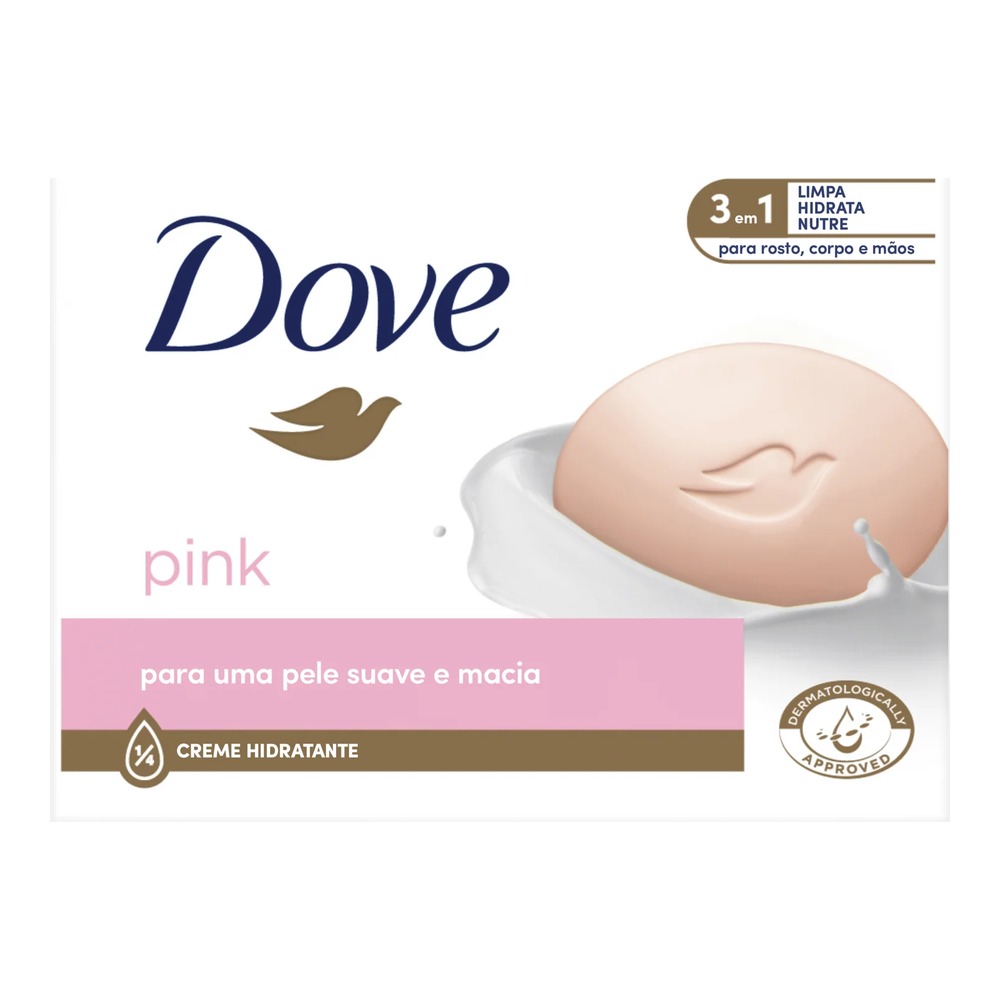 Dove
3 em 1
LIMPA
HIDRATA
NUTRE
para rosto, corpo e mãos
pink
para uma pele suave e macia
1/4
CREME HIDRATANTE
DERMATOLOGICALLY
APPROVED